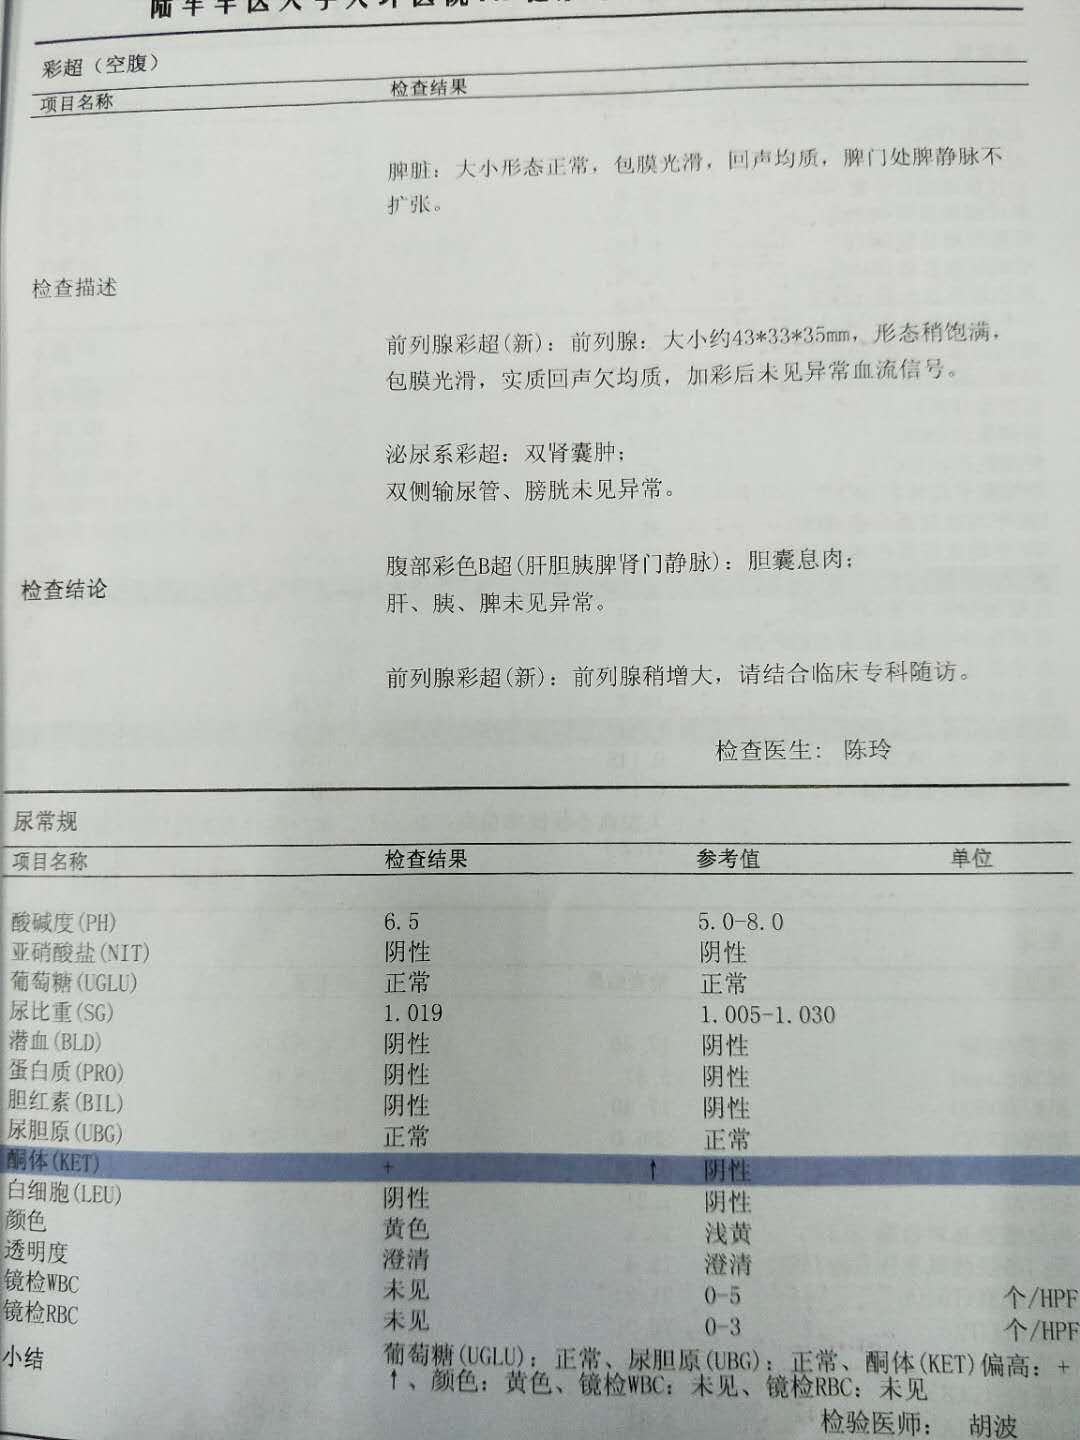 彩超（空腹）
项目名称 检查结果
脾脏：大小形态正常，包膜光滑，回声均质，脾门处脾静脉不
扩张。
检查描述
前列腺彩超(新)：前列腺：大小约43*33*35mm，形态稍饱满，
包膜光滑，实质回声欠均质，加彩后未见异常血流信号。
泌尿系彩超：双肾囊肿；
双侧输尿管、膀胱未见异常。
检查结论
腹部彩色B超(肝胆胰脾肾门静脉)：胆囊息肉；
肝、胰、脾未见异常。
前列腺彩超(新)：前列腺稍增大，请结合临床专科随访。
检查医生： 陈玲
尿常规
项目名称 检查结果 参考值 单位
酸碱度(PH) 6.5 5.0-8.0
亚硝酸盐(NIT) 阴性 阴性
葡萄糖(UGLU) 正常 正常
尿比重(SG) 1.019 1.005-1.030
潜血(BLD) 阴性 阴性
蛋白质(PRO) 阴性 阴性
胆红素(BIL) 阴性 阴性
尿胆原(UBG) 正常 正常
酮体(KET) + ↑ 阴性
白细胞(LEU) 阴性 阴性
颜色 黄色 浅黄
透明度 澄清 澄清
镜检WBC 未见 0-5 个/HPF
镜检RBC 未见 0-3 个/HPF
小结 葡萄糖(UGLU)：正常、尿胆原(UBG)：正常、酮体(KET)偏高：+
↑、颜色：黄色、镜检WBC：未见、镜检RBC：未见
检验医师： 胡波